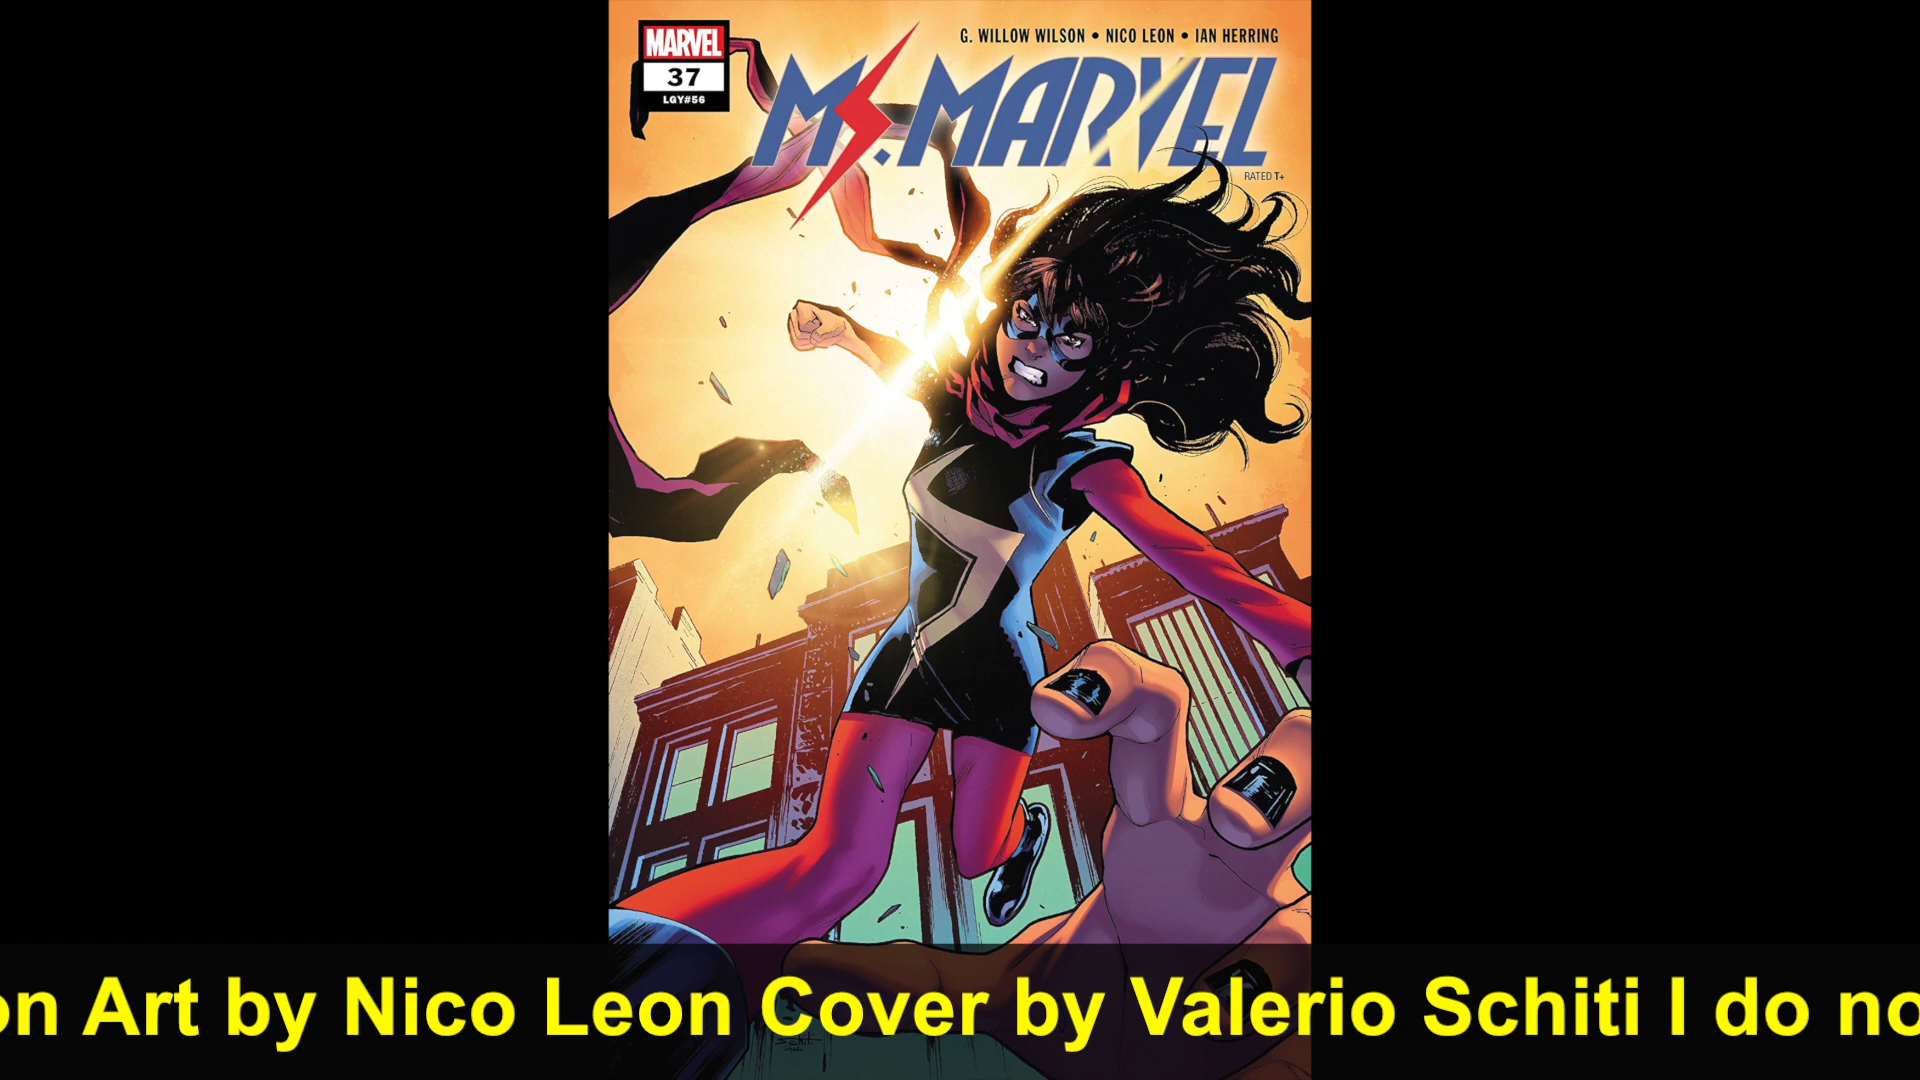 MARVEL
37
LGY#56
G. WILLOW WILSON • NICO LEON • IAN HERRING
MS. MARVEL
RATED T+
on Art by Nico Leon Cover by Valerio Schiti I do no